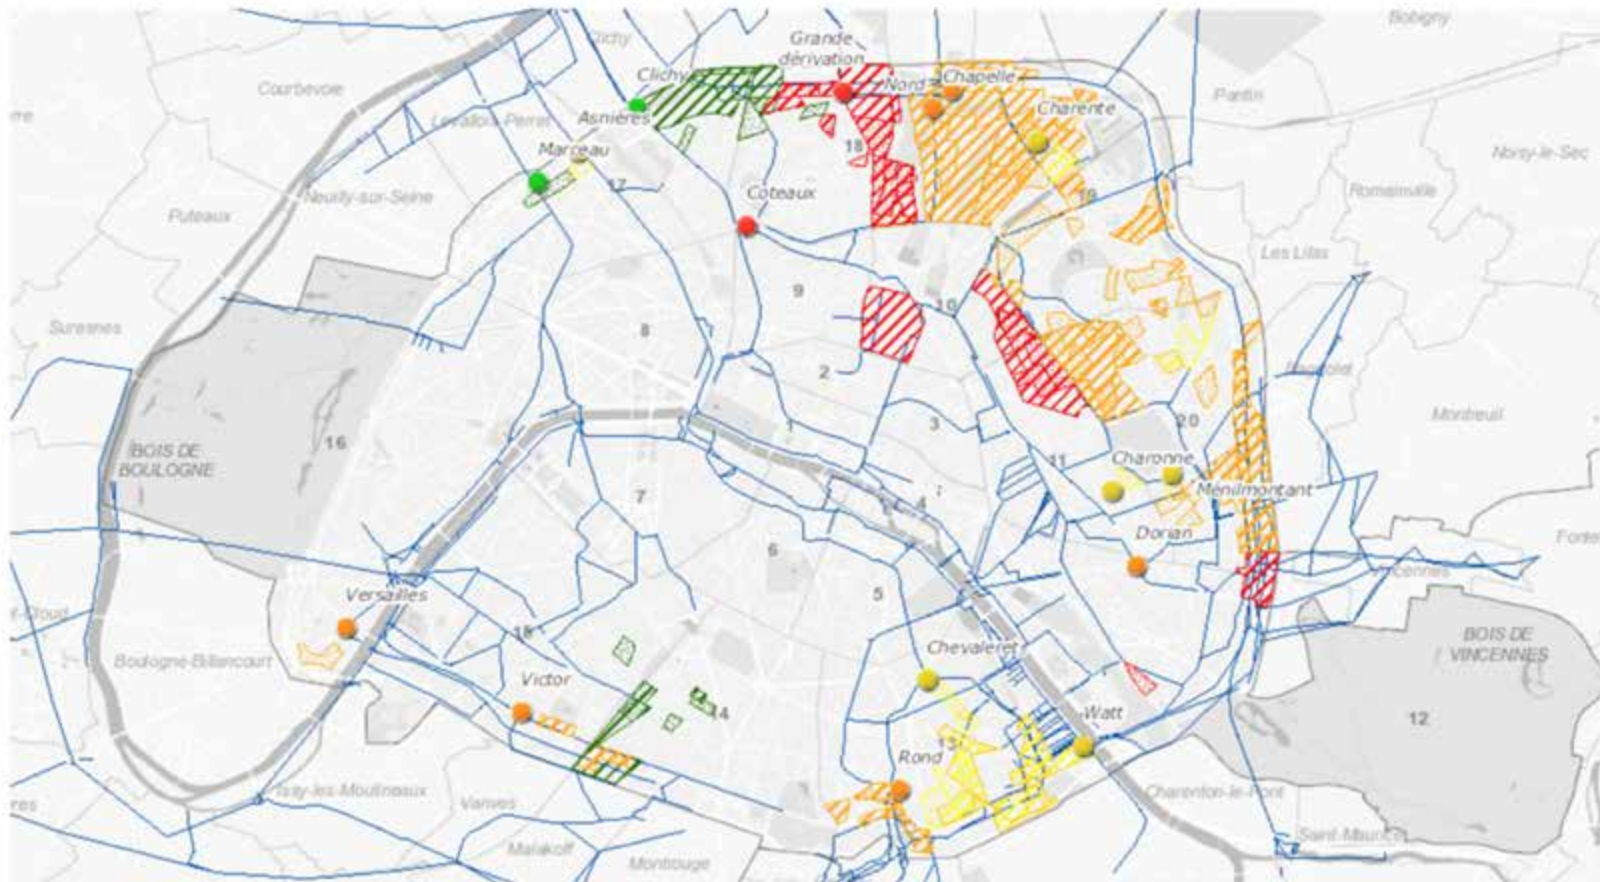 Bobigny
Clichy
Grande
dérivation
Courbevoie
Clichy
Nord
Chapelle
Pantin
Levallois-Perret
Asnières
Charente
Marceau
18
Noisy-le-Sec
Neuilly-sur-Seine
17
Coteaux
19
Romainville
Puteaux
Les Lilas
9
10
Suresnes
8
2
Bagnolet
Montreuil
1
3
20
16
BOIS DE
BOULOGNE
11
Charonne
7
4
Ménilmontant
Dorian
6
Vincennes
5
Versailles
15
BOIS DE
VINCENNES
Boulogne-Billancourt
Chevaleret
Victor
14
Watt
12
13
Rond
Issy-les-Moulineaux
Vanves
Charenton-le-Pont
Saint-Maurice
Malakoff
Montrouge